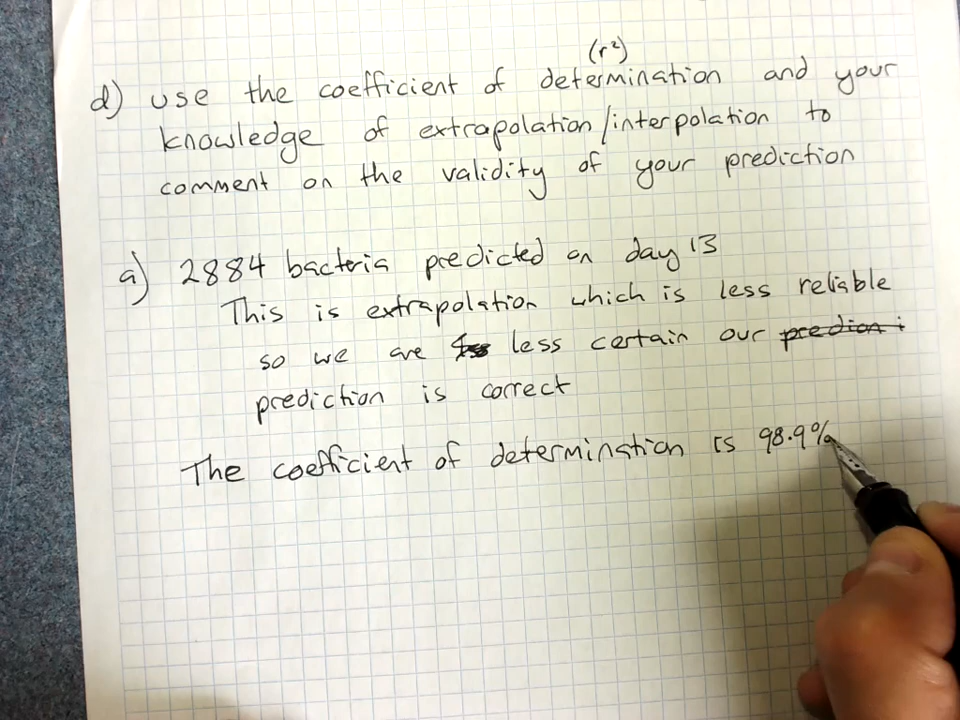 (r²)
d) use the coefficient of determination and your
knowledge of extrapolation/interpolation to
comment on the validity of your prediction
a) 2884 bacteria predicted on day 13
This is extrapolation which is less reliable
so we are less certain our predion i
prediction is correct
The coefficient of determination is 98.9%